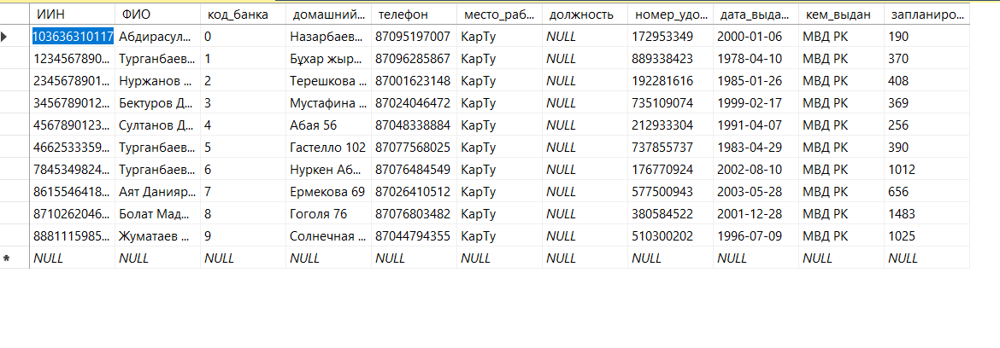 ИИН ФИО код_банка домашний... телефон место_раб... должность номер_удо... дата_выда... кем_выдан запланиро...
103636310117 Абдирасул... 0 Назарбаев... 87095197007 КарТу NULL 172953349 2000-01-06 МВД РК 190
1234567890... Турганбаев... 1 Бұхар жыр... 87096285867 КарТу NULL 889338423 1978-04-10 МВД РК 370
2345678901... Нуржанов ... 2 Терешкова ... 87001623148 КарТу NULL 192281616 1985-01-26 МВД РК 408
3456789012... Бектуров Д... 3 Мустафина ... 87024046472 КарТу NULL 735109074 1999-02-17 МВД РК 369
4567890123... Султанов Д... 4 Абая 56 87048338884 КарТу NULL 212933304 1991-04-07 МВД РК 256
4662533359... Турганбаев... 5 Гастелло 102 87077568025 КарТу NULL 737855737 1983-04-29 МВД РК 390
7845349824... Турганбаев... 6 Нуркен Аб... 87076484549 КарТу NULL 176770924 2002-08-10 МВД РК 1012
8615546418... Аят Данияр... 7 Ермекова 69 87026410512 КарТу NULL 577500943 2003-05-28 МВД РК 656
8710262046... Болат Мад... 8 Гоголя 76 87076803482 КарТу NULL 380584522 2001-12-28 МВД РК 1483
8881115985... Жуматаев ... 9 Солнечная ... 87044794355 КарТу NULL 510300202 1996-07-09 МВД РК 1025
NULL NULL NULL NULL NULL NULL NULL NULL NULL NULL NULL